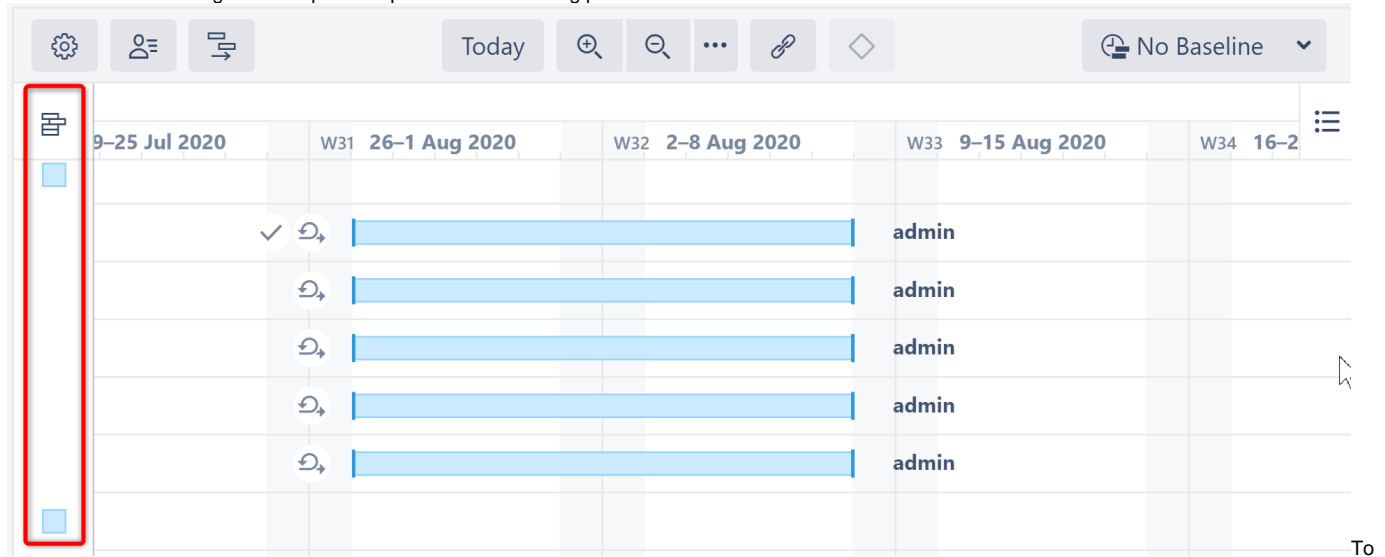 Today
No Baseline
9–25 Jul 2020 W31 26–1 Aug 2020 W32 2–8 Aug 2020 W33 9–15 Aug 2020 W34 16–2
admin
admin
admin
admin
admin
To